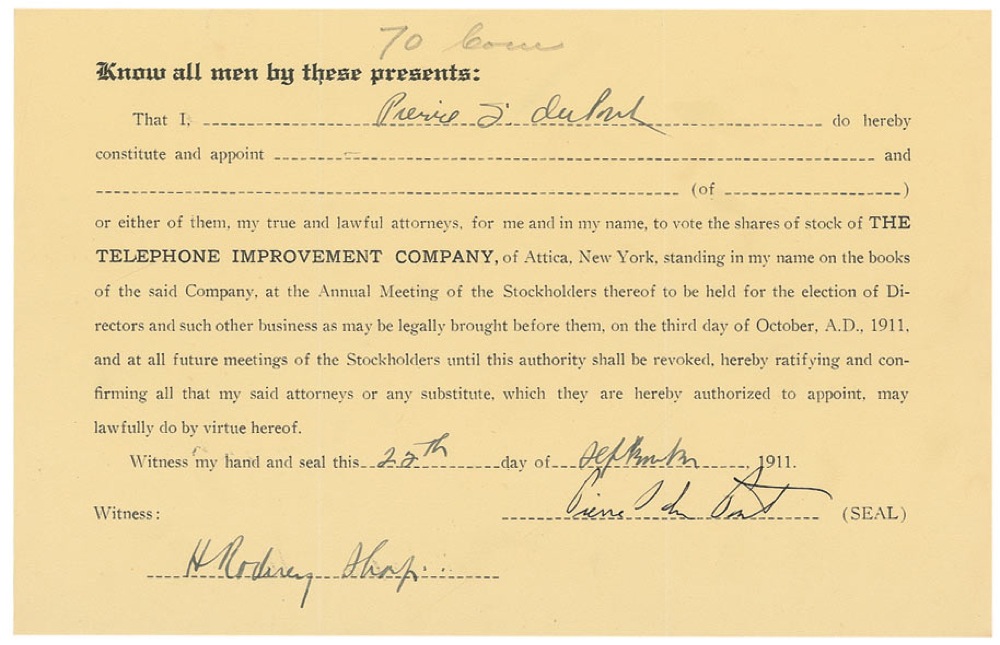 To Com
Know all men by these presents:
That I, Pierre S. duPont do hereby
constitute and appoint and
(of )
or either of them, my true and lawful attorneys, for me and in my name, to vote the shares of stock of THE
TELEPHONE IMPROVEMENT COMPANY, of Attica, New York, standing in my name on the books
of the said Company, at the Annual Meeting of the Stockholders thereof to be held for the election of Di-
rectors and such other business as may be legally brought before them, on the third day of October, A.D., 1911,
and at all future meetings of the Stockholders until this authority shall be revoked, hereby ratifying and con-
firming all that my said attorneys or any substitute, which they are hereby authorized to appoint, may
lawfully do by virtue hereof.
Witness my hand and seal this 22th day of September, 1911.
Witness: Pierre S du Pont (SEAL)
H Rodney Sharp